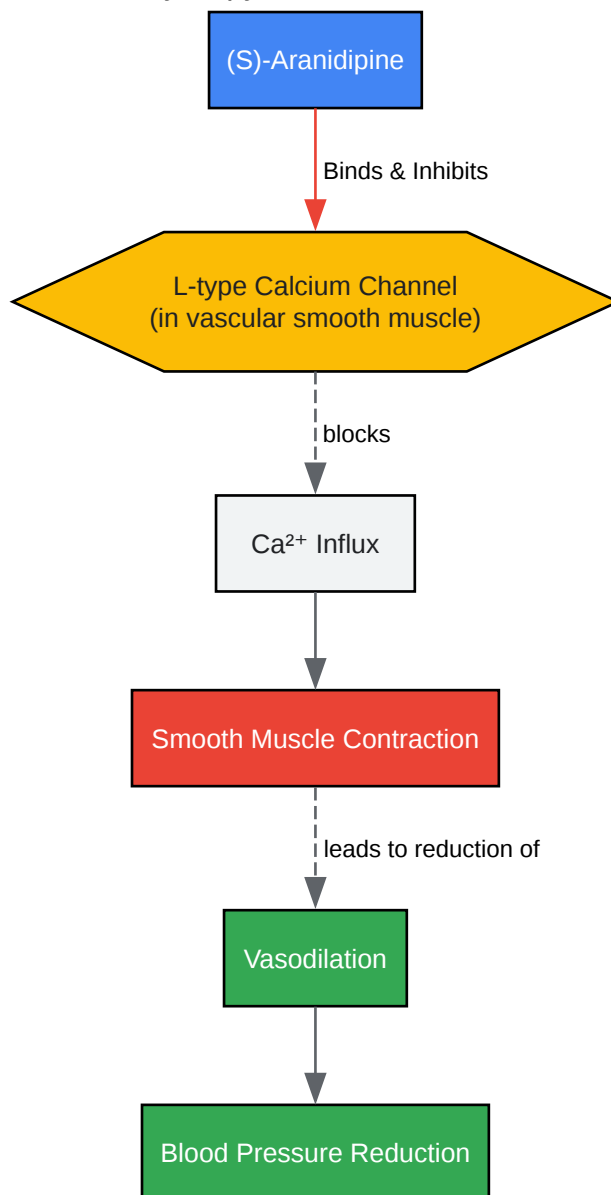 (S)-Aranidipine
Binds & Inhibits
L-type Calcium Channel
(in vascular smooth muscle)
blocks
Ca²⁺ Influx
Smooth Muscle Contraction
leads to reduction of
Vasodilation
Blood Pressure Reduction